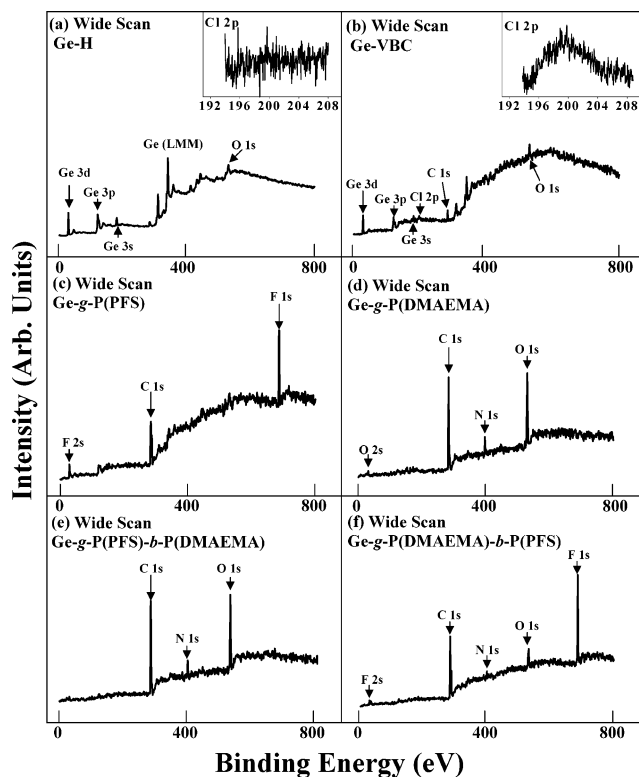 (a) Wide Scan
Ge-H
Cl 2p
192 196 200 204 208
Ge 3d
Ge 3p
Ge 3s
Ge (LMM)
O 1s
0 400 800
(b) Wide Scan
Ge-VBC
Cl 2p
192 196 200 204 208
Ge 3d
Ge 3p
Cl 2p
Ge 3s
C 1s
O 1s
0 400 800
(c) Wide Scan
Ge-g-P(PFS)
F 2s
C 1s
F 1s
0 400 800
(d) Wide Scan
Ge-g-P(DMAEMA)
O 2s
C 1s
N 1s
O 1s
0 400 800
(e) Wide Scan
Ge-g-P(PFS)-b-P(DMAEMA)
C 1s
N 1s
O 1s
0 400 800
(f) Wide Scan
Ge-g-P(DMAEMA)-b-P(PFS)
F 2s
C 1s
N 1s
O 1s
F 1s
0 400 800
Intensity (Arb. Units)
Binding Energy (eV)